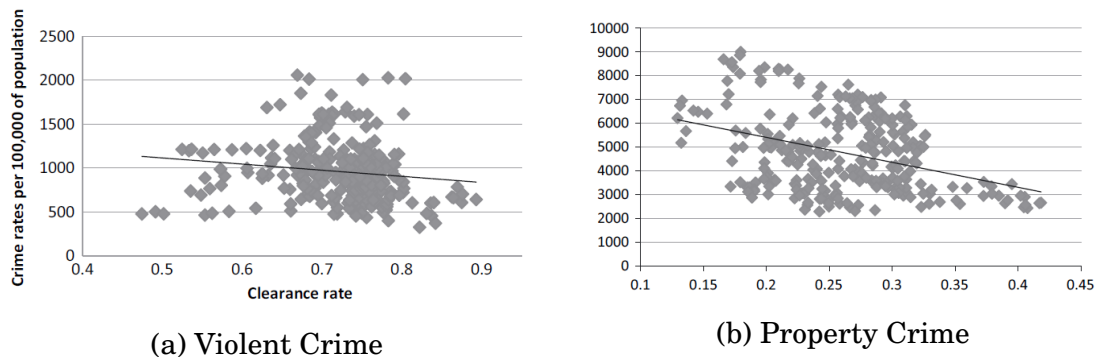 Crime rates per 100,000 of population
2500
2000
1500
1000
500
0
0.4 0.5 0.6 0.7 0.8 0.9
Clearance rate
(a) Violent Crime
10000
9000
8000
7000
6000
5000
4000
3000
2000
1000
0
0.1 0.15 0.2 0.25 0.3 0.35 0.4 0.45
(b) Property Crime